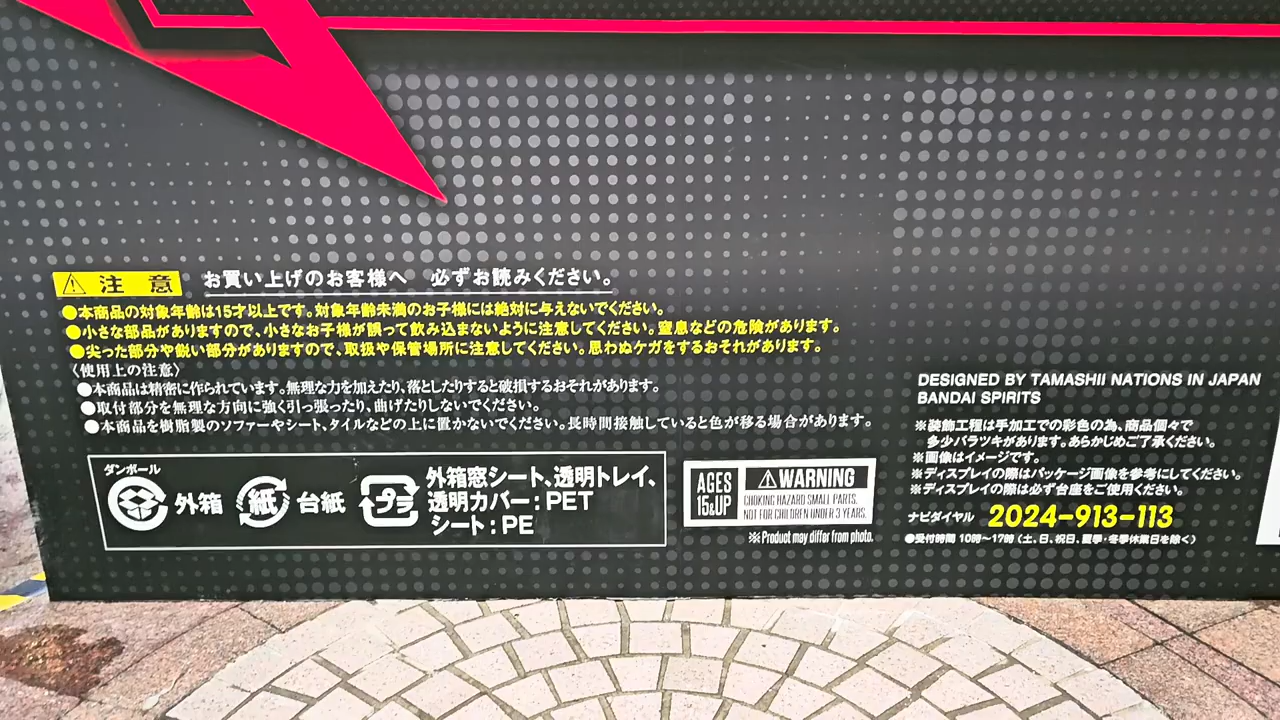 注 意 お買い上げのお客様へ 必ずお読みください。
●本商品の対象年齢は15才以上です。対象年齢未満のお子様には絶対に与えないでください。
●小さな部品がありますので、小さなお子様が誤って飲み込まないように注意してください。窒息などの危険があります。
●尖った部分や鋭い部分がありますので、取扱や保管場所に注意してください。思わぬケガをするおそれがあります。
〈使用上の注意〉
●本商品は精密に作られています。無理な力を加えたり、落としたりすると破損するおそれがあります。
●取付部分を無理な方向に強く引っ張ったり、曲げたりしないでください。
●本商品を樹脂製のソファーやシート、タイルなどの上に置かないでください。長時間接触していると色が移る場合があります。
ダンボール
外箱
紙
台紙
プラ
外箱窓シート、透明トレイ、
透明カバー：PET
シート：PE
AGES
15&UP
WARNING
CHOKING HAZARD SMALL PARTS.
NOT FOR CHILDREN UNDER 3 YEARS.
※Product may differ from photo.
DESIGNED BY TAMASHII NATIONS IN JAPAN
BANDAI SPIRITS
※装飾工程は手加工での彩色の為、商品個々で
多少バラツキがあります。あらかじめご了承ください。
※画像はイメージです。
※ディスプレイの際はパッケージ画像を参考にしてください。
※ディスプレイの際は必ず台座をご使用ください。
ナビダイヤル 2024-913-113
●受付時間 10時～17時（土、日、祝日、夏季・冬季休業日を除く）